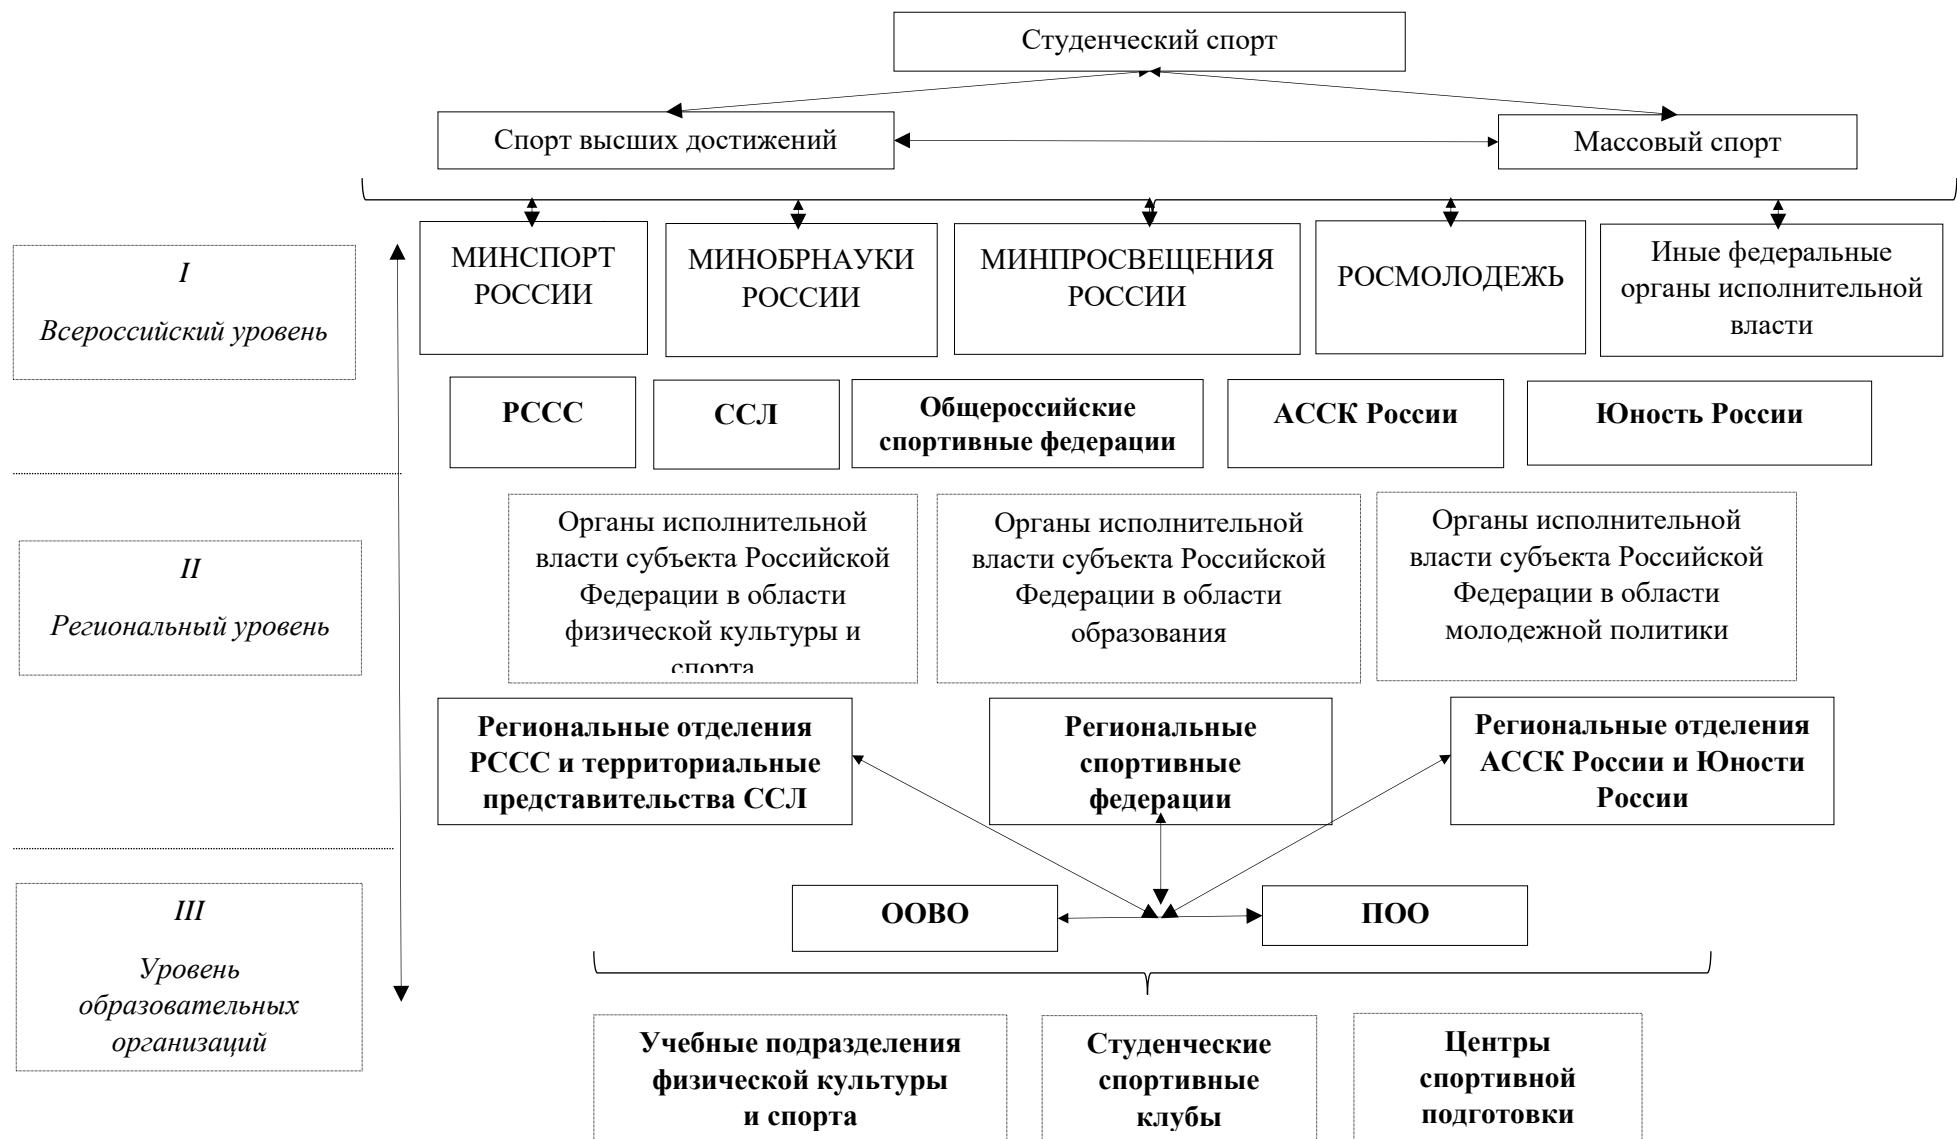 Студенческий спорт
Спорт высших достижений
Массовый спорт
I
Всероссийский уровень
МИНСПОРТ
РОССИИ
МИНОБРНАУКИ
РОССИИ
МИНПРОСВЕЩЕНИЯ
РОССИИ
РОСМОЛОДЕЖЬ
Иные федеральные
органы исполнительной
власти
РССС
ССЛ
Общероссийские
спортивные федерации
АССК России
Юность России
II
Региональный уровень
Органы исполнительной
власти субъекта Российской
Федерации в области
физической культуры и
спорта
Органы исполнительной
власти субъекта Российской
Федерации в области
образования
Органы исполнительной
власти субъекта Российской
Федерации в области
молодежной политики
Региональные отделения
РССС и территориальные
представительства ССЛ
Региональные
спортивные
федерации
Региональные отделения
АССК России и Юности
России
III
Уровень
образовательных
организаций
ООВО
ПОО
Учебные подразделения
физической культуры
и спорта
Студенческие
спортивные
клубы
Центры
спортивной
подготовки